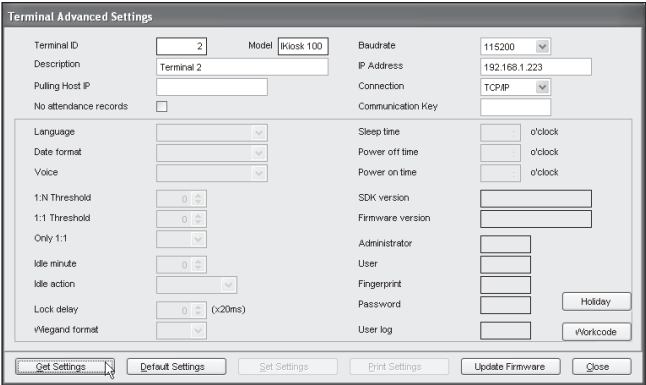 Terminal Advanced Settings
Terminal ID 2 Model iKiosk 100 Baudrate 115200
Description Terminal 2 IP Address 192.168.1.223
Pulling Host IP Connection TCP/IP
No attendance records Communication Key
Language Sleep time : o'clock
Date format Power off time : o'clock
Voice Power on time : o'clock
1:N Threshold 0 SDK version
1:1 Threshold 0 Firmware version
Only 1:1 Administrator
Idle minute 0 User
Idle action Fingerprint
Lock delay 0 (x20ms) Password Holiday
Wiegand format User log Workcode
Get Settings Default Settings Set Settings Print Settings Update Firmware Close